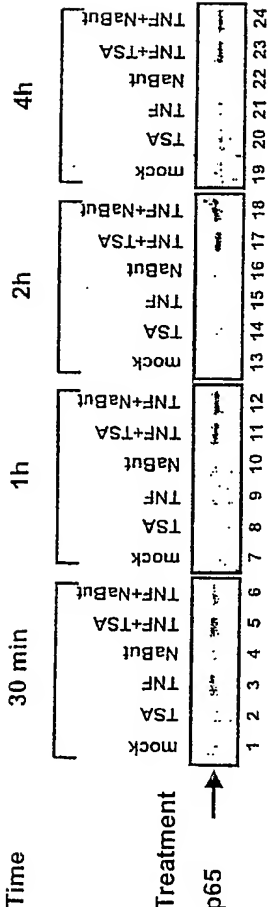 Time 30 min 1h 2h 4h
Treatment mock TSA TNF NaBut TNF+TSA TNF+NaBut mock TSA TNF NaBut TNF+TSA TNF+NaBut mock TSA TNF NaBut TNF+TSA TNF+NaBut mock TSA TNF NaBut TNF+TSA TNF+NaBut
p65
1 2 3 4 5 6 7 8 9 10 11 12 13 14 15 16 17 18 19 20 21 22 23 24